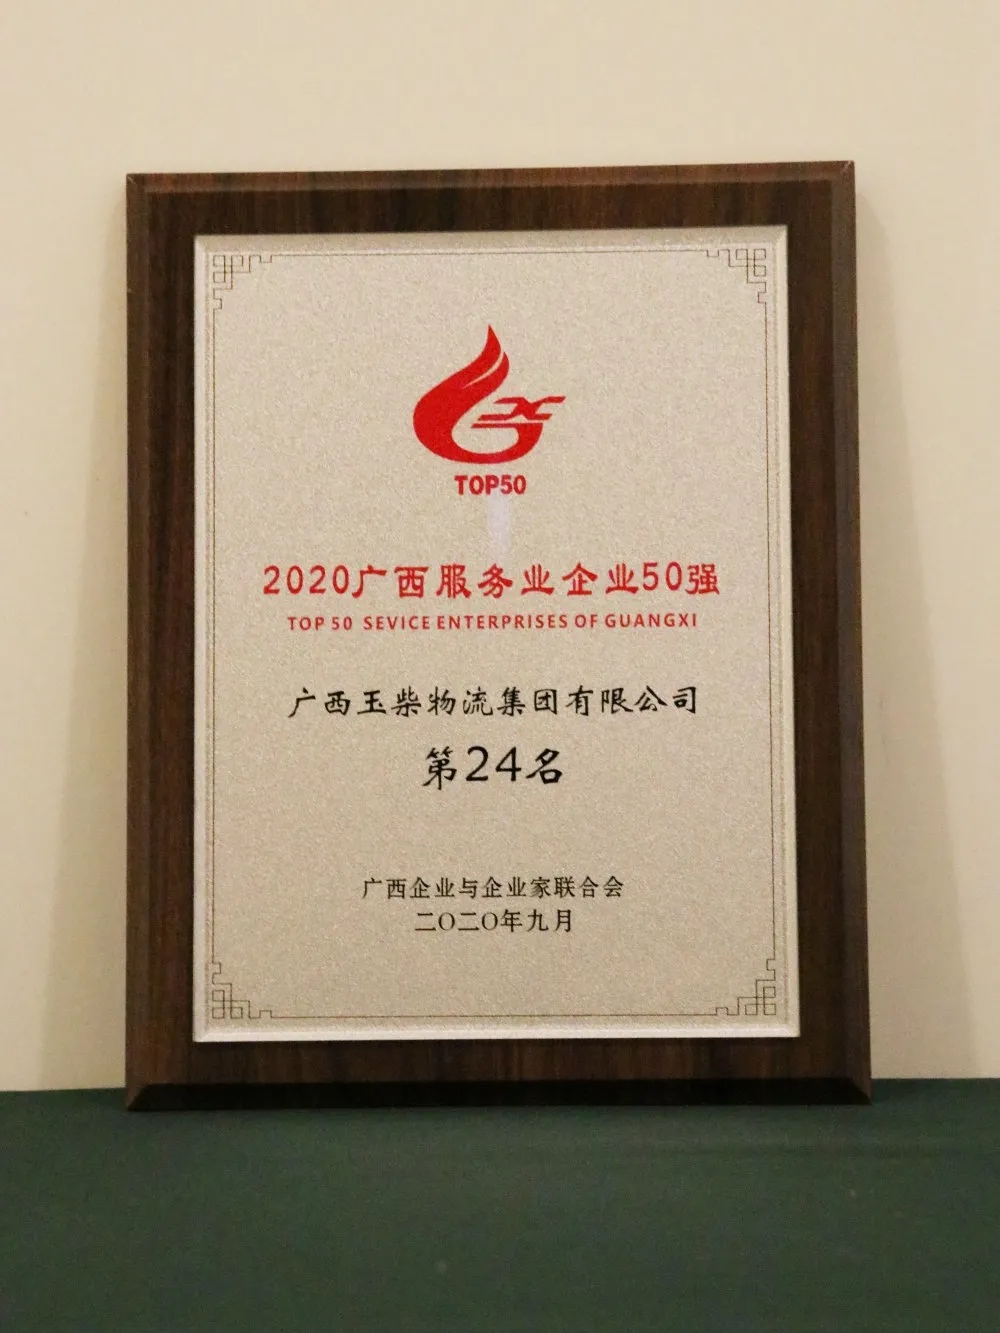 TOP50
2020广西服务业企业50强
TOP 50 SEVICE ENTERPRISES OF GUANGXI
广西玉柴物流集团有限公司
第24名
广西企业与企业家联合会
二〇二〇年九月